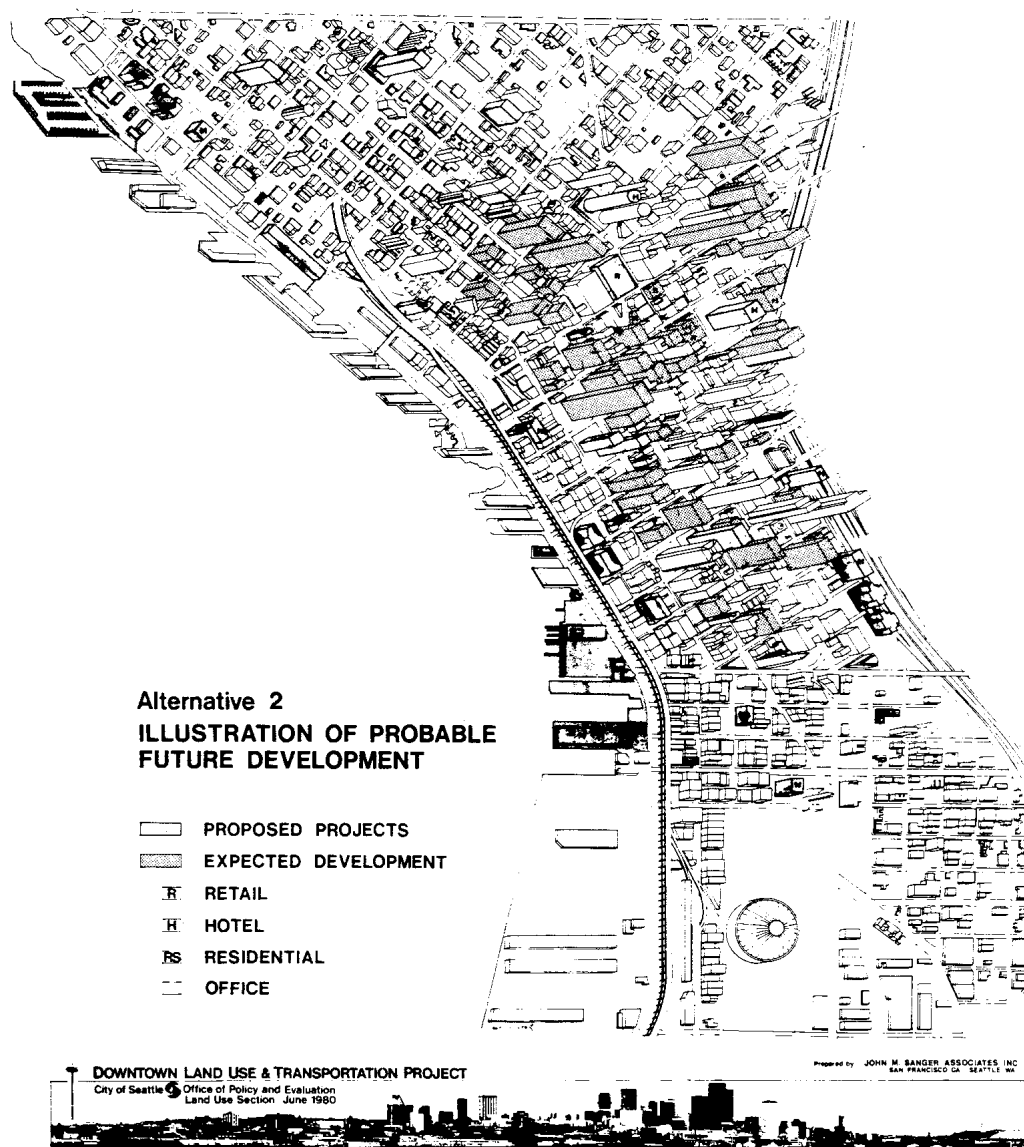 Alternative 2
ILLUSTRATION OF PROBABLE
FUTURE DEVELOPMENT
PROPOSED PROJECTS
EXPECTED DEVELOPMENT
R RETAIL
H HOTEL
RS RESIDENTIAL
OFFICE
DOWNTOWN LAND USE & TRANSPORTATION PROJECT
City of Seattle Office of Policy and Evaluation
Land Use Section June 1980
Prepared by JOHN M. SANGER ASSOCIATES INC
SAN FRANCISCO CA SEATTLE WA